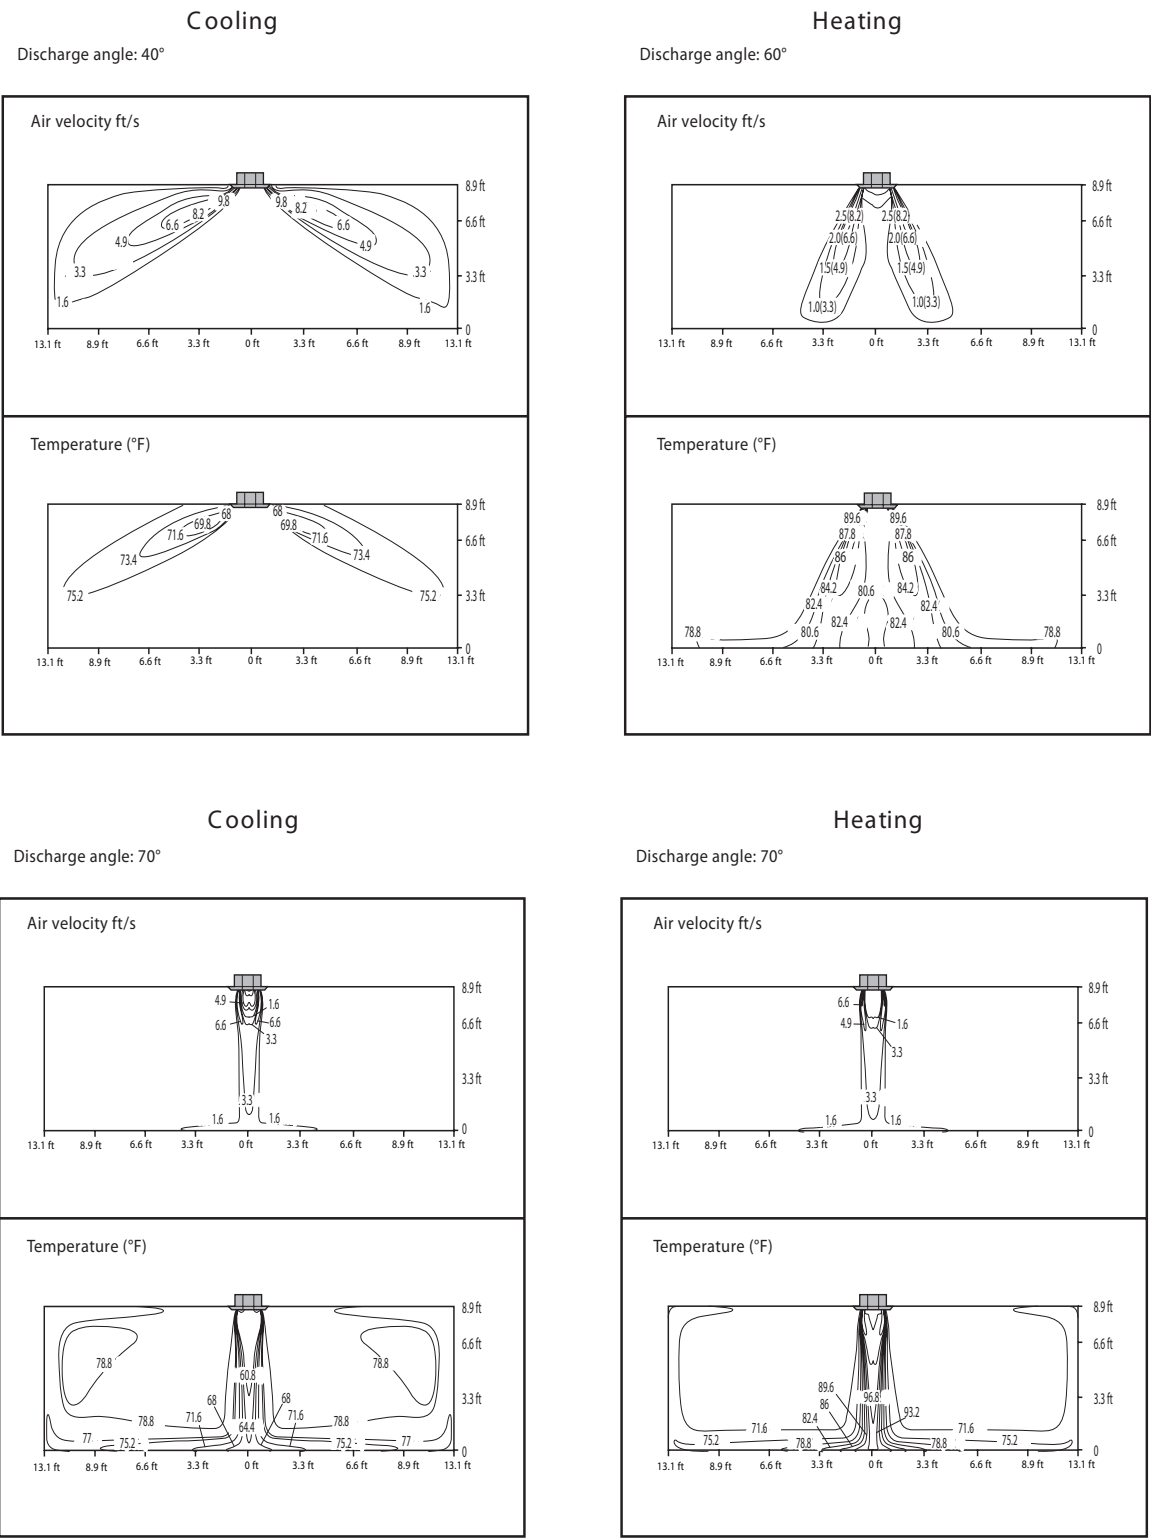 Cooling
Heating
Discharge angle: 40°
Discharge angle: 60°
Air velocity ft/s
9.8 9.8
8.2 8.2
6.6 6.6
4.9 4.9
3.3 3.3
1.6 1.6
8.9 ft
6.6 ft
3.3 ft
0
13.1 ft 8.9 ft 6.6 ft 3.3 ft 0 ft 3.3 ft 6.6 ft 8.9 ft 13.1 ft
Air velocity ft/s
2.5(8.2) 2.5(8.2)
2.0(6.6) 2.0(6.6)
1.5(4.9) 1.5(4.9)
1.0(3.3) 1.0(3.3)
8.9 ft
6.6 ft
3.3 ft
0
13.1 ft 8.9 ft 6.6 ft 3.3 ft 0 ft 3.3 ft 6.6 ft 8.9 ft 13.1 ft
Temperature (°F)
68 68
69.8 69.8
71.6 71.6
73.4 73.4
75.2 75.2
8.9 ft
6.6 ft
3.3 ft
0
13.1 ft 8.9 ft 6.6 ft 3.3 ft 0 ft 3.3 ft 6.6 ft 8.9 ft 13.1 ft
Temperature (°F)
89.6 89.6
87.8 87.8
86 86
84.2 80.6 84.2
82.4 82.4
82.4 82.4
78.8 80.6 80.6 78.8
8.9 ft
6.6 ft
3.3 ft
0
13.1 ft 8.9 ft 6.6 ft 3.3 ft 0 ft 3.3 ft 6.6 ft 8.9 ft 13.1 ft
Cooling
Heating
Discharge angle: 70°
Discharge angle: 70°
Air velocity ft/s
4.9 1.6
6.6 6.6
3.3
3.3
1.6 1.6
8.9 ft
6.6 ft
3.3 ft
0
13.1 ft 8.9 ft 6.6 ft 3.3 ft 0 ft 3.3 ft 6.6 ft 8.9 ft 13.1 ft
Air velocity ft/s
6.6
4.9 1.6
3.3
3.3
1.6 1.6
8.9 ft
6.6 ft
3.3 ft
0
13.1 ft 8.9 ft 6.6 ft 3.3 ft 0 ft 3.3 ft 6.6 ft 8.9 ft 13.1 ft
Temperature (°F)
78.8 78.8
60.8
68 68
78.8 71.6 71.6 78.8
64.4
77 75.2 75.2 77
8.9 ft
6.6 ft
3.3 ft
0
13.1 ft 8.9 ft 6.6 ft 3.3 ft 0 ft 3.3 ft 6.6 ft 8.9 ft 13.1 ft
Temperature (°F)
89.6 96.8
86 93.2
82.4
71.6 71.6
75.2 78.8 78.8 75.2
8.9 ft
6.6 ft
3.3 ft
0
13.1 ft 8.9 ft 6.6 ft 3.3 ft 0 ft 3.3 ft 6.6 ft 8.9 ft 13.1 ft